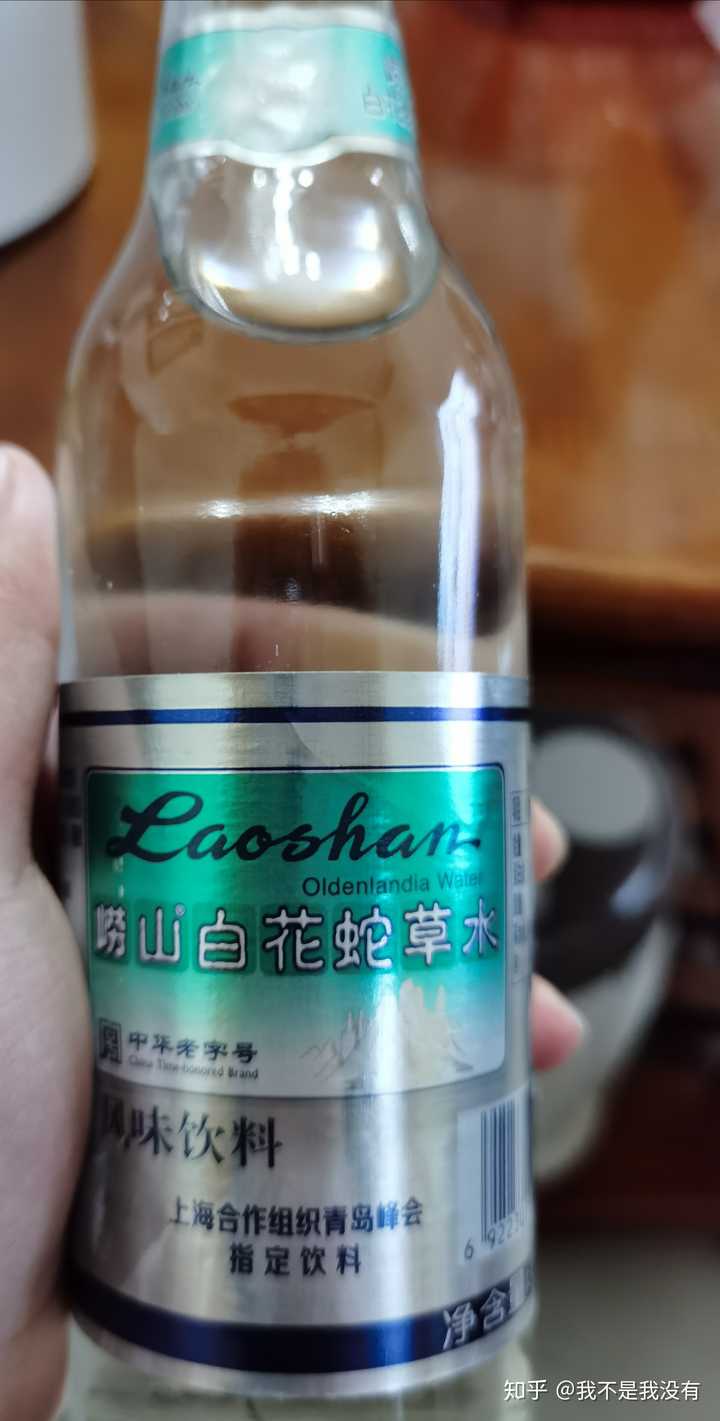 Laoshan
Oldenlandia Water
崂山®白花蛇草水
中华老字号
China Time-honored Brand
风味饮料
上海合作组织青岛峰会
指定饮料
净含量
知乎 @我不是我没有